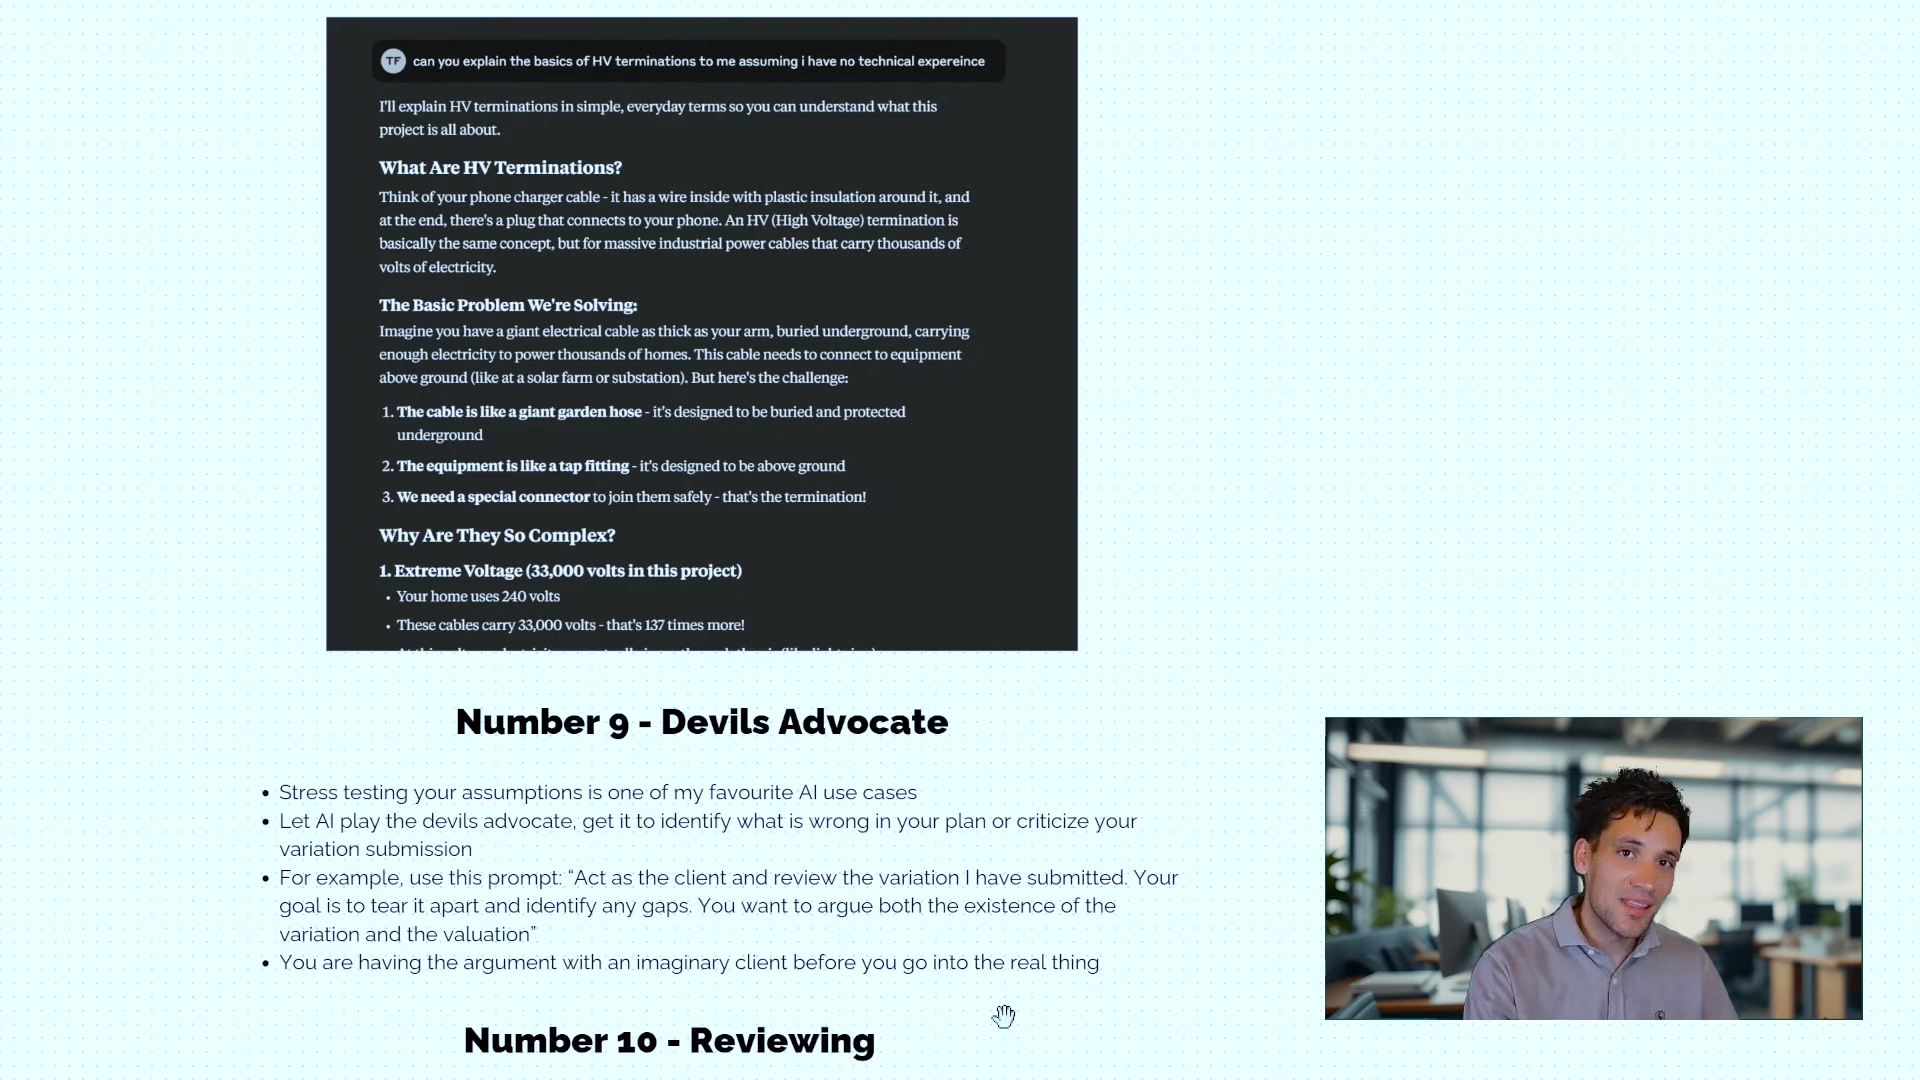 TF can you explain the basics of HV terminations to me assuming i have no technical expereince
I'll explain HV terminations in simple, everyday terms so you can understand what this
project is all about.
What Are HV Terminations?
Think of your phone charger cable - it has a wire inside with plastic insulation around it, and
at the end, there's a plug that connects to your phone. An HV (High Voltage) termination is
basically the same concept, but for massive industrial power cables that carry thousands of
volts of electricity.
The Basic Problem We're Solving:
Imagine you have a giant electrical cable as thick as your arm, buried underground, carrying
enough electricity to power thousands of homes. This cable needs to connect to equipment
above ground (like at a solar farm or substation). But here's the challenge:
1. The cable is like a giant garden hose - it's designed to be buried and protected
underground
2. The equipment is like a tap fitting - it's designed to be above ground
3. We need a special connector to join them safely - that's the termination!
Why Are They So Complex?
1. Extreme Voltage (33,000 volts in this project)
• Your home uses 240 volts
• These cables carry 33,000 volts - that's 137 times more!
Number 9 - Devils Advocate
• Stress testing your assumptions is one of my favourite AI use cases
• Let AI play the devils advocate, get it to identify what is wrong in your plan or criticize your
variation submission
• For example, use this prompt: “Act as the client and review the variation I have submitted. Your
goal is to tear it apart and identify any gaps. You want to argue both the existence of the
variation and the valuation”
• You are having the argument with an imaginary client before you go into the real thing
Number 10 - Reviewing